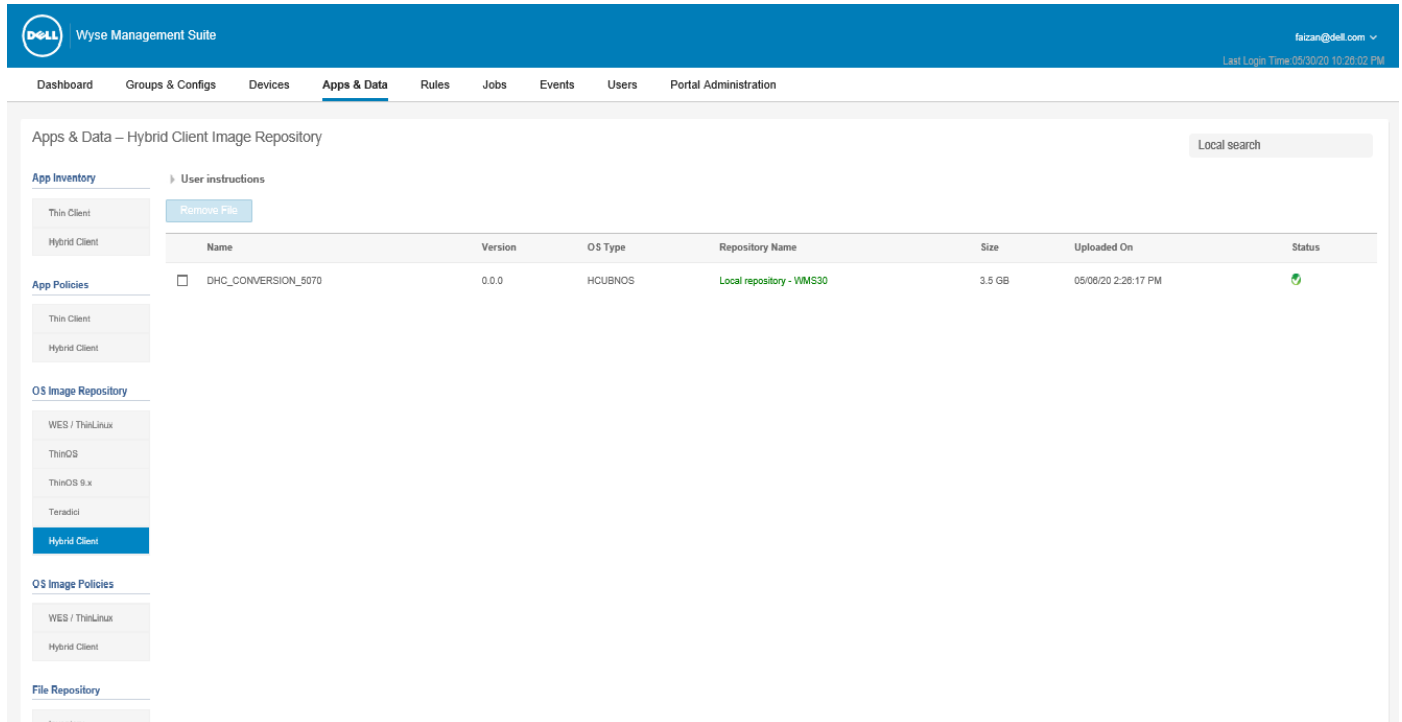 DELL
Wyse Management Suite
faizan@dell.com
Last Login Time:05/30/20 10:26:02 PM
Dashboard Groups & Configs Devices Apps & Data Rules Jobs Events Users Portal Administration
Apps & Data – Hybrid Client Image Repository
Local search
App Inventory
Thin Client
Hybrid Client
App Policies
Thin Client
Hybrid Client
OS Image Repository
WES / ThinLinux
ThinOS
ThinOS 9.x
Teradici
Hybrid Client
OS Image Policies
WES / ThinLinux
Hybrid Client
File Repository
User instructions
Remove File
Name Version OS Type Repository Name Size Uploaded On Status
DHC_CONVERSION_5070 0.0.0 HCUBNOS Local repository - WMS30 3.5 GB 05/06/20 2:26:17 PM